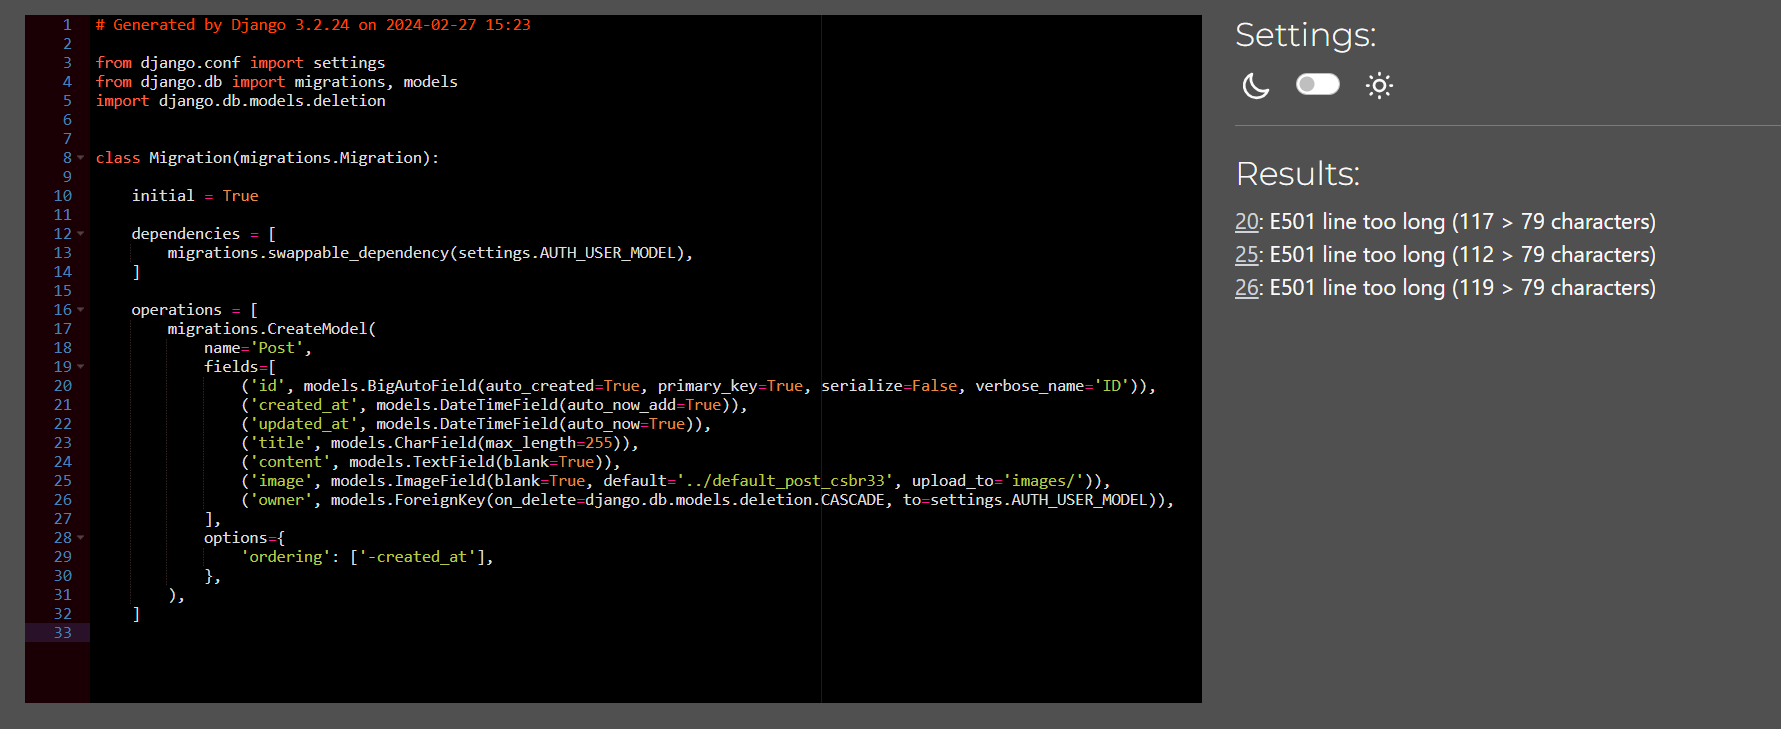 1 # Generated by Django 3.2.24 on 2024-02-27 15:23
2
3 from django.conf import settings
4 from django.db import migrations, models
5 import django.db.models.deletion
6
7
8 class Migration(migrations.Migration):
9
10     initial = True
11
12     dependencies = [
13         migrations.swappable_dependency(settings.AUTH_USER_MODEL),
14     ]
15
16     operations = [
17         migrations.CreateModel(
18             name='Post',
19             fields=[
20                 ('id', models.BigAutoField(auto_created=True, primary_key=True, serialize=False, verbose_name='ID')),
21                 ('created_at', models.DateTimeField(auto_now_add=True)),
22                 ('updated_at', models.DateTimeField(auto_now=True)),
23                 ('title', models.CharField(max_length=255)),
24                 ('content', models.TextField(blank=True)),
25                 ('image', models.ImageField(blank=True, default='../default_post_csbr33', upload_to='images/')),
26                 ('owner', models.ForeignKey(on_delete=django.db.models.deletion.CASCADE, to=settings.AUTH_USER_MODEL)),
27             ],
28             options={
29                 'ordering': ['-created_at'],
30             },
31         ),
32     ]
33
Settings:
Results:
20: E501 line too long (117 > 79 characters)
25: E501 line too long (112 > 79 characters)
26: E501 line too long (119 > 79 characters)